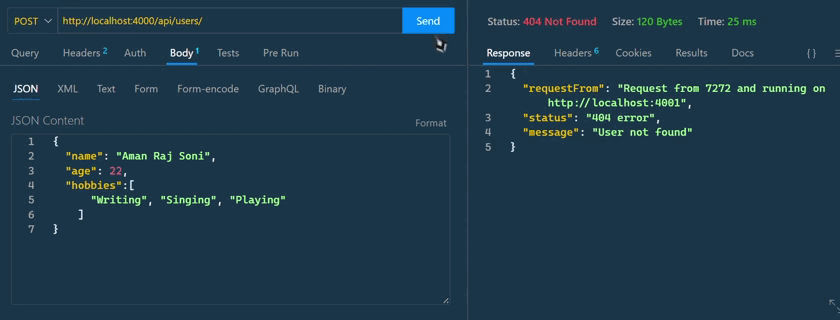 POST http://localhost:4000/api/users/ Send
Query Headers 2 Auth Body 1 Tests Pre Run
JSON XML Text Form Form-encode GraphQL Binary
JSON Content
Format
1 {
2 "name": "Aman Raj Soni",
3 "age": 22,
4 "hobbies":[
5 "Writing", "Singing", "Playing"
6 ]
7 }
Status: 404 Not Found Size: 120 Bytes Time: 25 ms
Response Headers 6 Cookies Results Docs { }
1 {
2 "requestFrom": "Request from 7272 and running on
http://localhost:4001",
3 "status": "404 error",
4 "message": "User not found"
5 }